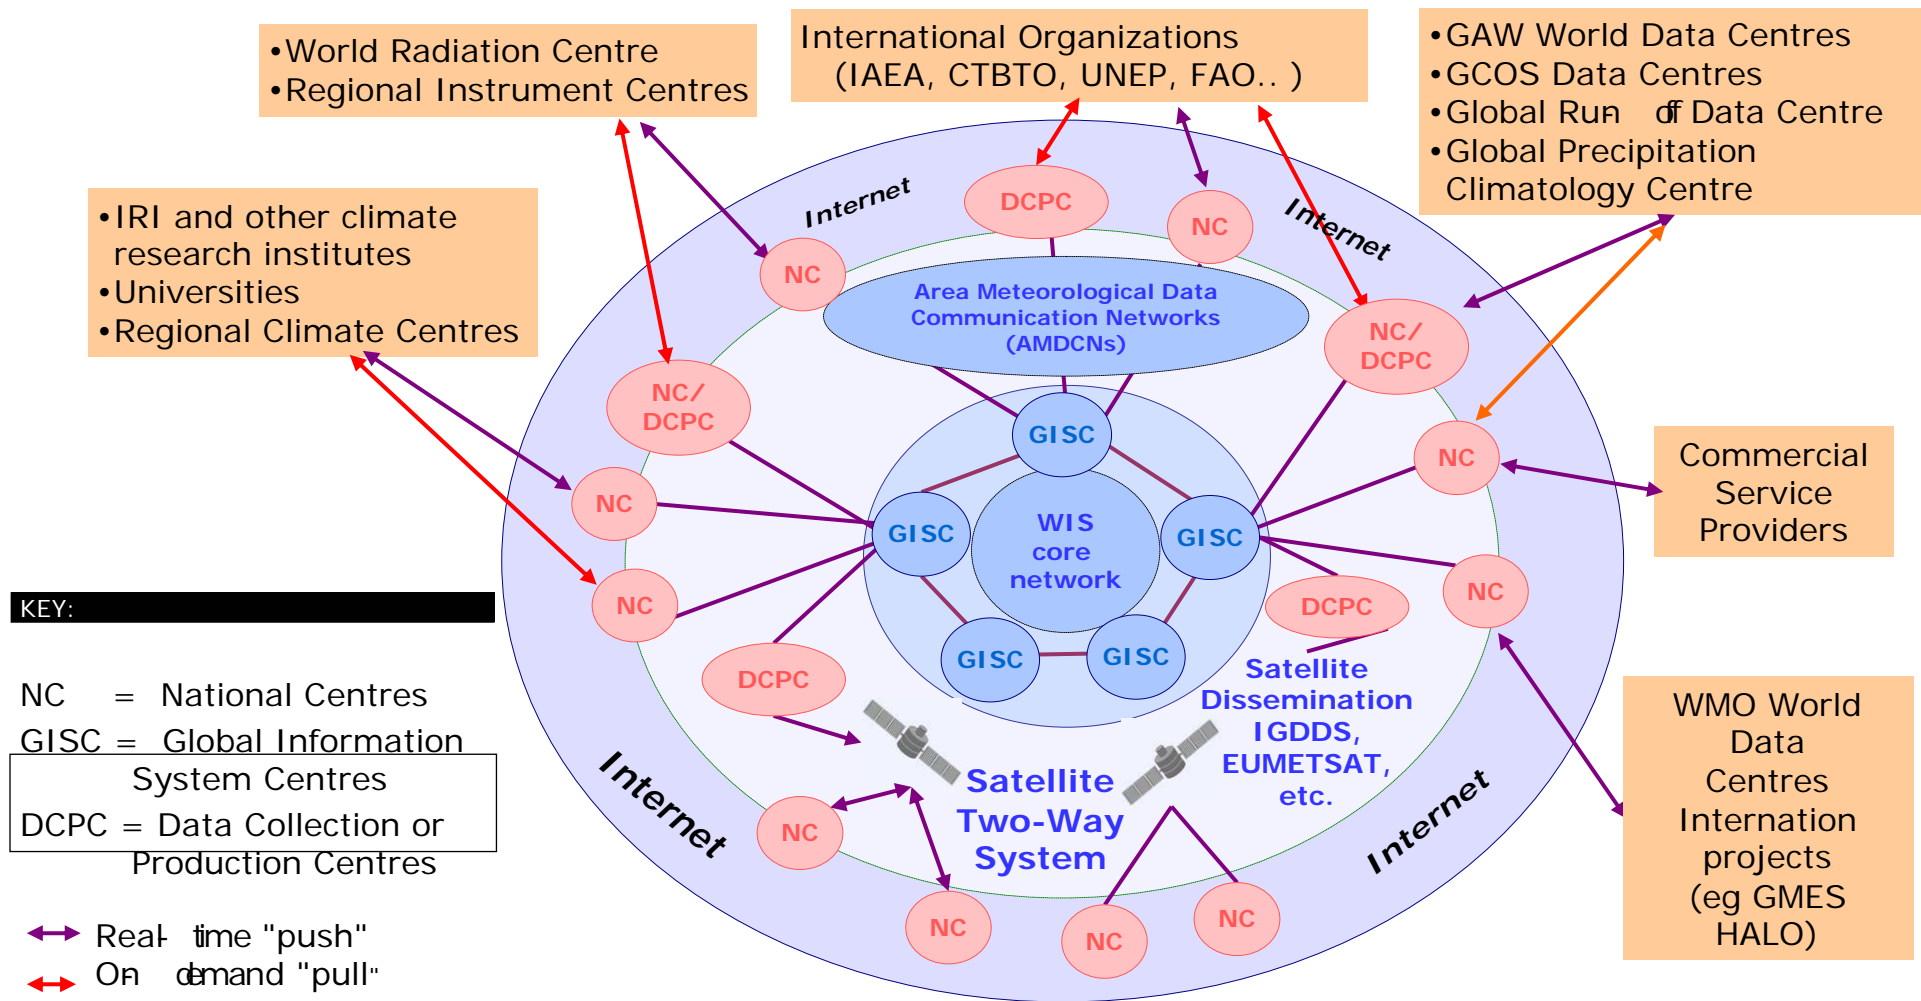 •World Radiation Centre
•Regional Instrument Centres
International Organizations
(IAEA, CTBTO, UNEP, FAO.. )
•GAW World Data Centres
•GCOS Data Centres
•Global Run off Data Centre
•Global Precipitation
Climatology Centre
•IRI and other climate
research institutes
•Universities
•Regional Climate Centres
Internet
DCPC
NC
Internet
NC
Area Meteorological Data
Communication Networks
(AMDCNs)
NC/
DCPC
NC/
DCPC
GISC
NC
Commercial
Service
Providers
NC
GISC
WIS
core
network
GISC
NC
DCPC
NC
KEY:
NC = National Centres
GISC = Global Information
System Centres
DCPC = Data Collection or
Production Centres
Real- time "push"
On- demand "pull"
DCPC
GISC
GISC
Satellite
Dissemination
IGDDS,
EUMETSAT,
etc.
WMO World
Data
Centres
Internation
projects
(eg GMES
HALO)
Internet
Satellite
Two-Way
System
Internet
NC
NC
NC
NC